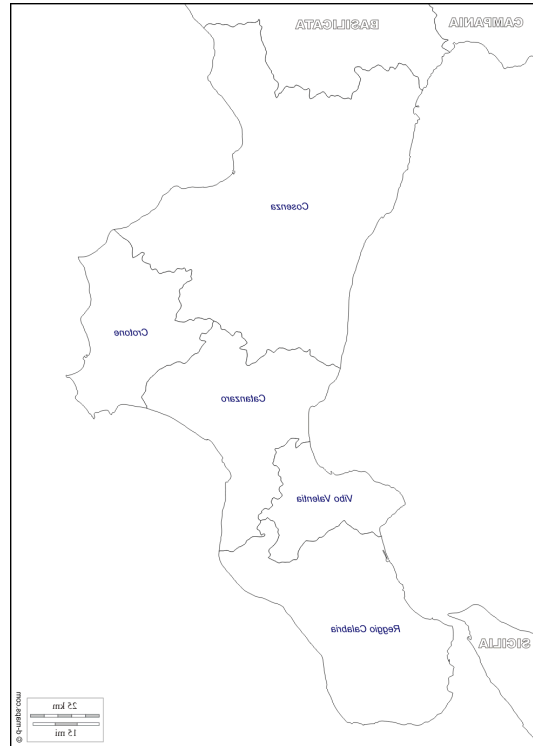 CAMPANIA
BASILICATA
Cosenza
Crotone
Catanzaro
Vibo Valentia
Reggio Calabria
SICILIA
25 km
15 mi
© d-maps.com